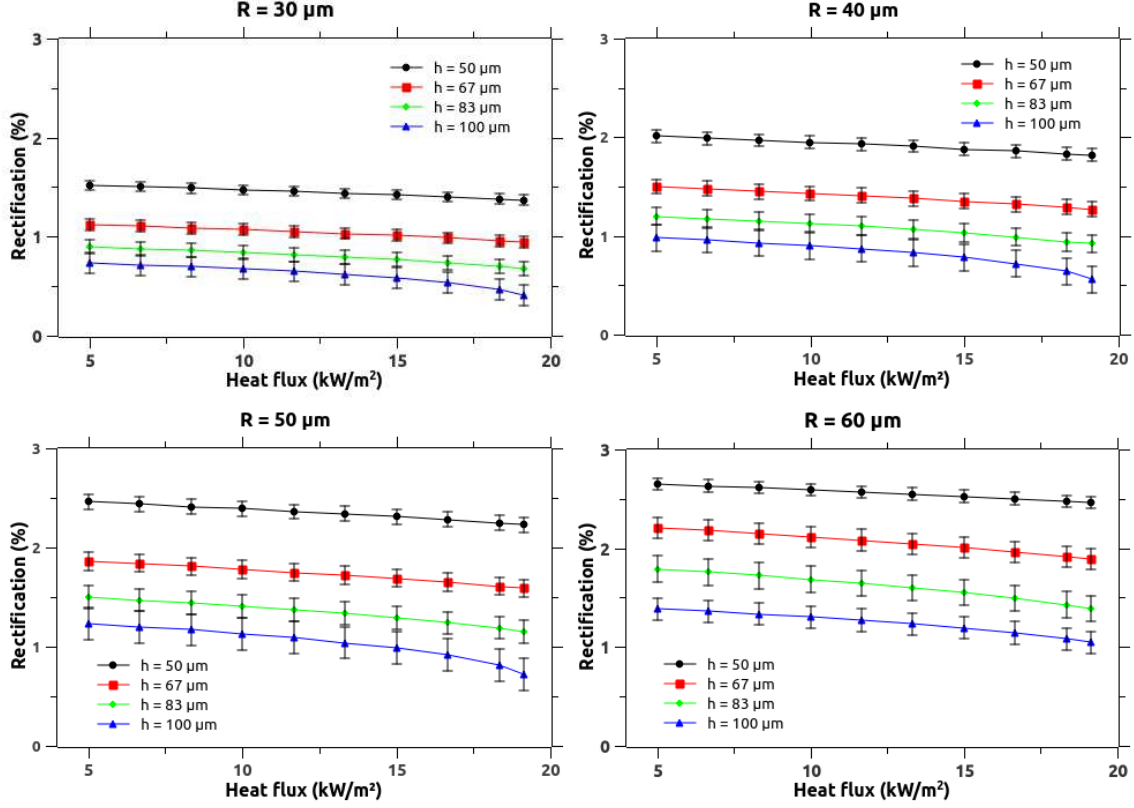 R = 30 µm
3
2
1
0
Rectification (%)
h = 50 µm
h = 67 µm
h = 83 µm
h = 100 µm
5 10 15 20
Heat flux (kW/m²)
R = 40 µm
3
2
1
0
Rectification (%)
h = 50 µm
h = 67 µm
h = 83 µm
h = 100 µm
5 10 15 20
Heat flux (kW/m²)
R = 50 µm
3
2
1
0
Rectification (%)
h = 50 µm
h = 67 µm
h = 83 µm
h = 100 µm
5 10 15 20
Heat flux (kW/m²)
R = 60 µm
3
2
1
0
Rectification (%)
h = 50 µm
h = 67 µm
h = 83 µm
h = 100 µm
5 10 15 20
Heat flux (kW/m²)